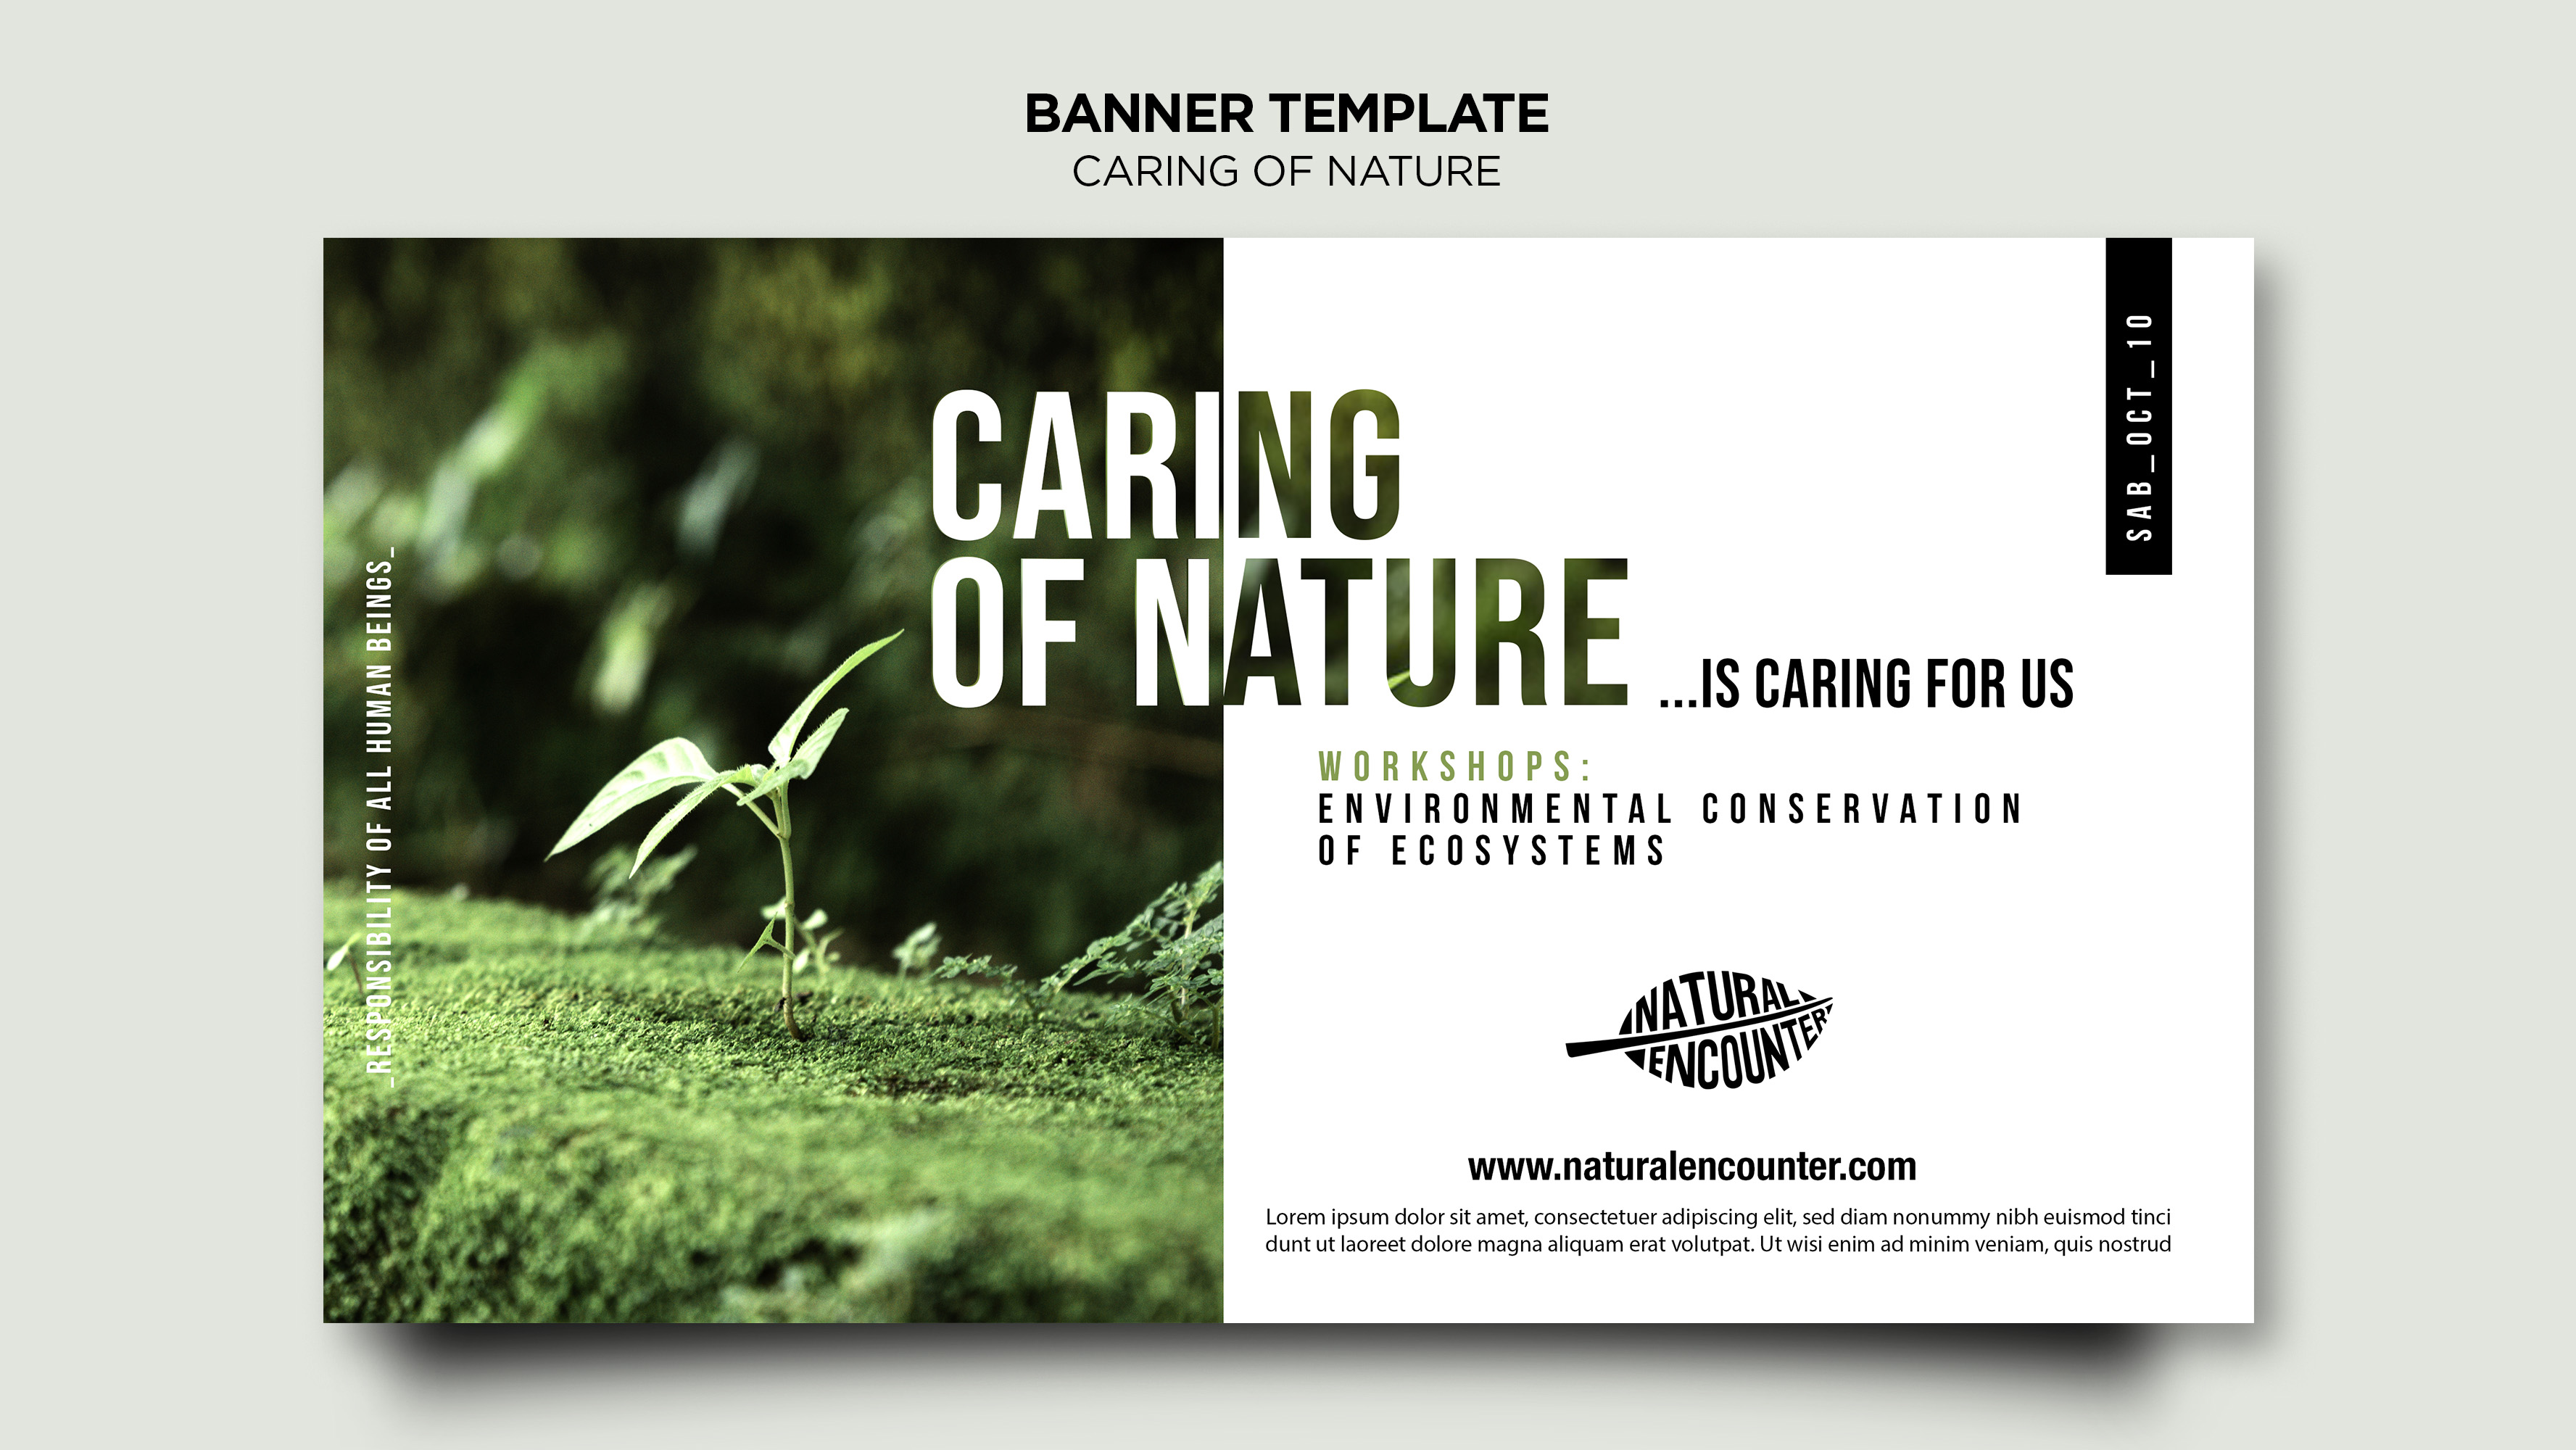 BANNER TEMPLATE
CARING OF NATURE
SAB_OCT_10
CARING
OF NATURE
...IS CARING FOR US
_RESPONSIBILITY OF ALL HUMAN BEINGS_
WORKSHOPS:
ENVIRONMENTAL CONSERVATION
OF ECOSYSTEMS
NATURAL
ENCOUNTER
www.naturalencounter.com
Lorem ipsum dolor sit amet, consectetuer adipiscing elit, sed diam nonummy nibh euismod tinci
dunt ut laoreet dolore magna aliquam erat volutpat. Ut wisi enim ad minim veniam, quis nostrud